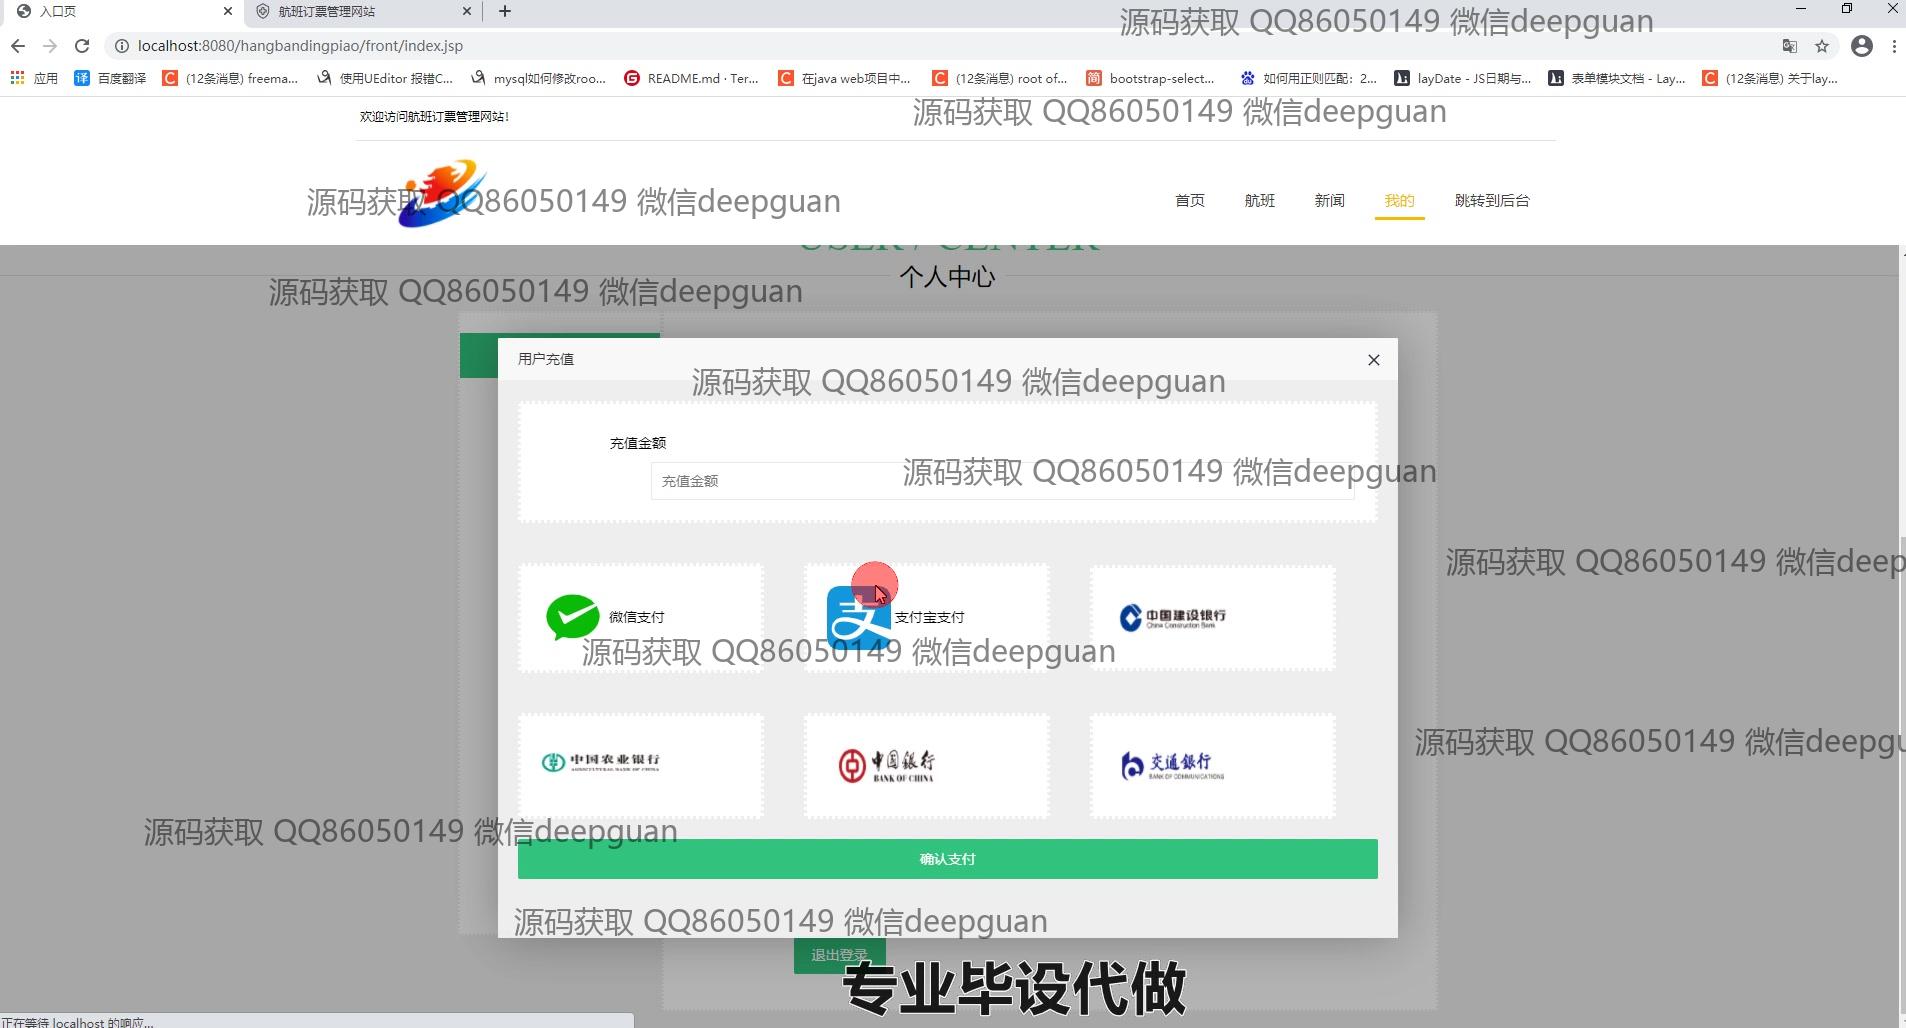 入口页
航班订票管理网站
源码获取 QQ86050149 微信deepguan
localhost:8080/hangbandingpiao/front/index.jsp
应用
百度翻译
(12条消息) freema...
使用UEditor 报错C...
mysql如何修改roo...
README.md · Ter...
在java web项目中...
(12条消息) root of...
bootstrap-select...
如何用正则匹配：2...
layDate - JS日期与...
表单模块文档 - Lay...
(12条消息) 关于lay...
欢迎访问航班订票管理网站!
源码获取 QQ86050149 微信deepguan
源码获取 QQ86050149 微信deepguan
首页
航班
新闻
我的
跳转到后台
USER / CENTER
个人中心
源码获取 QQ86050149 微信deepguan
用户充值
源码获取 QQ86050149 微信deepguan
充值金额
充值金额
源码获取 QQ86050149 微信deepguan
源码获取 QQ86050149 微信deep
微信支付
支付宝支付
中国建设银行
China Construction Bank
源码获取 QQ86050149 微信deepguan
源码获取 QQ86050149 微信deepgu
中国农业银行
AGRICULTURAL BANK OF CHINA
中国银行
BANK OF CHINA
交通银行
BANK OF COMMUNICATIONS
源码获取 QQ86050149 微信deepguan
确认支付
源码获取 QQ86050149 微信deepguan
退出登录
专业毕设代做
正在等待 localhost 的响应...